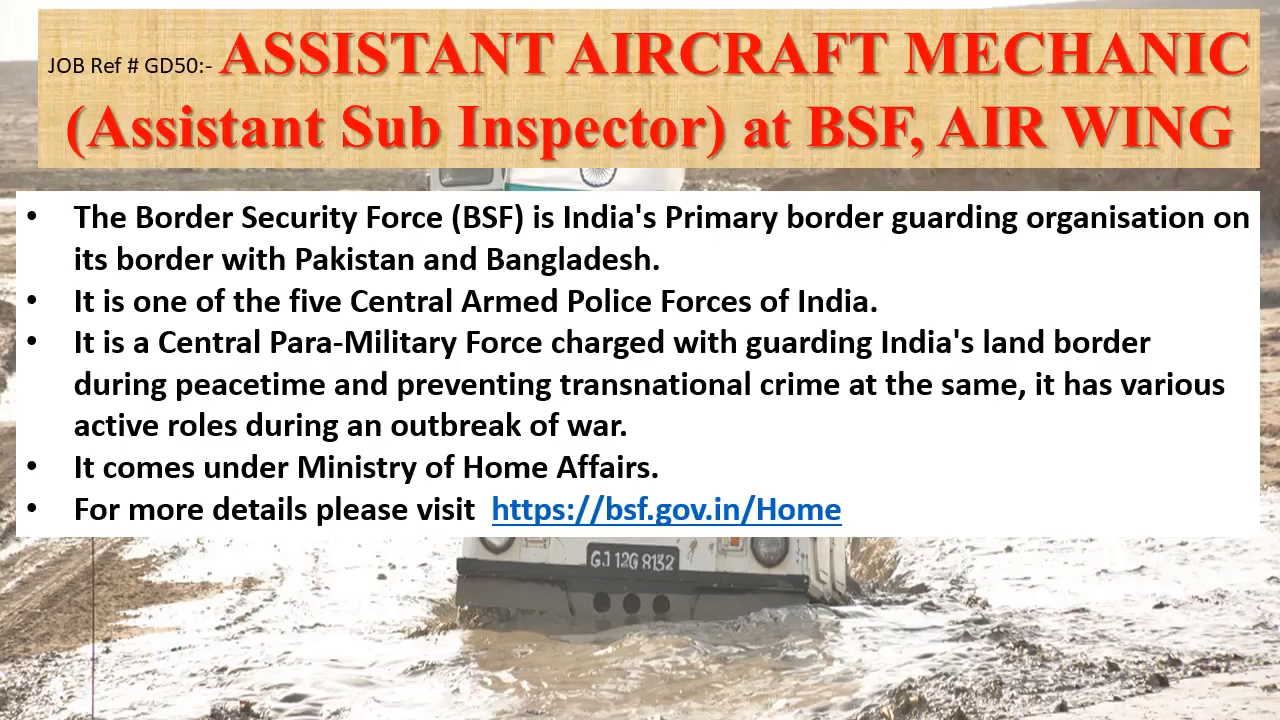 JOB Ref # GD50:- ASSISTANT AIRCRAFT MECHANIC
(Assistant Sub Inspector) at BSF, AIR WING
• The Border Security Force (BSF) is India's Primary border guarding organisation on
its border with Pakistan and Bangladesh.
• It is one of the five Central Armed Police Forces of India.
• It is a Central Para-Military Force charged with guarding India's land border
during peacetime and preventing transnational crime at the same, it has various
active roles during an outbreak of war.
• It comes under Ministry of Home Affairs.
• For more details please visit https://bsf.gov.in/Home
GJ 12G 8132